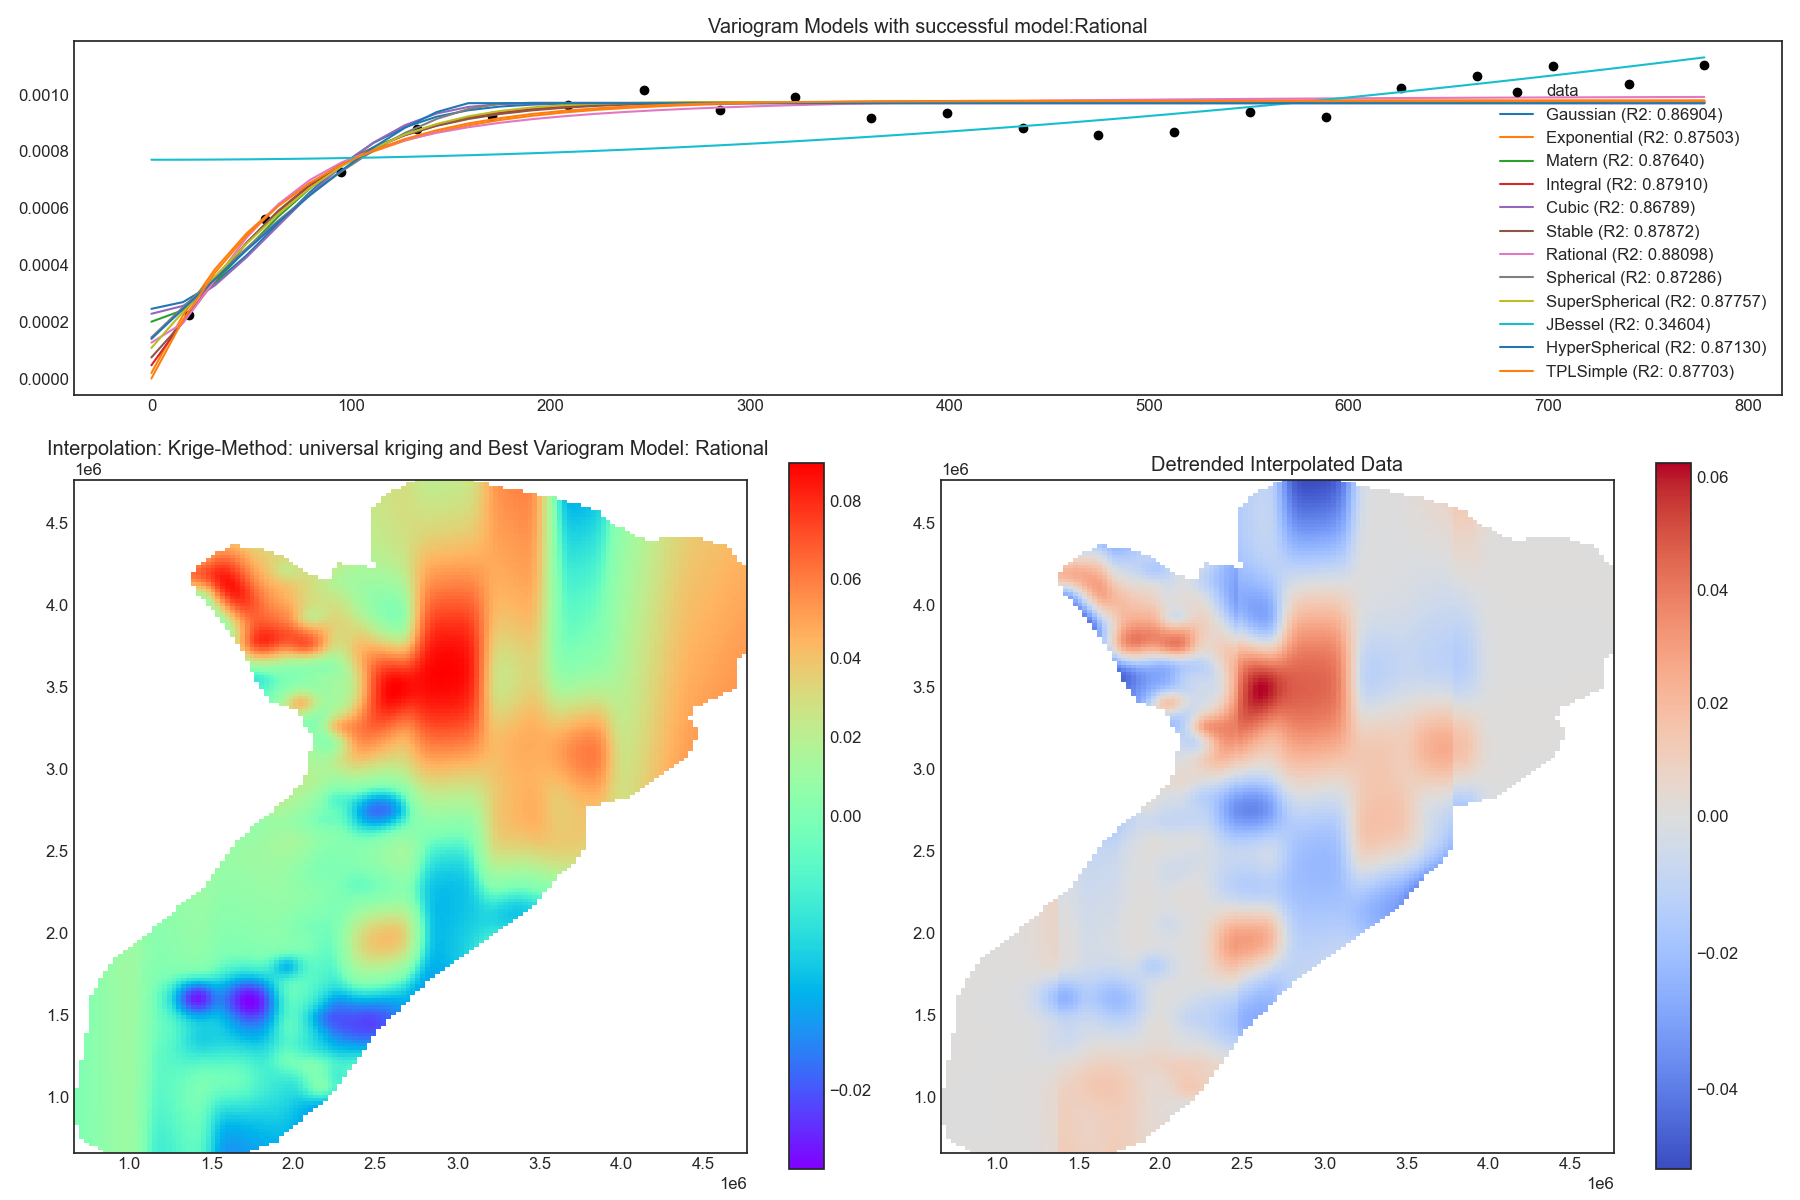 Variogram Models with successful model:Rational
0.0010
0.0008
0.0006
0.0004
0.0002
0.0000
data
Gaussian (R2: 0.86904)
Exponential (R2: 0.87503)
Matern (R2: 0.87640)
Integral (R2: 0.87910)
Cubic (R2: 0.86789)
Stable (R2: 0.87872)
Rational (R2: 0.88098)
Spherical (R2: 0.87286)
SuperSpherical (R2: 0.87757)
JBessel (R2: 0.34604)
HyperSpherical (R2: 0.87130)
TPLSimple (R2: 0.87703)
0 100 200 300 400 500 600 700 800
Interpolation: Krige-Method: universal kriging and Best Variogram Model: Rational
1e6
4.5
4.0
3.5
3.0
2.5
2.0
1.5
1.0
1.0 1.5 2.0 2.5 3.0 3.5 4.0 4.5
1e6
0.08
0.06
0.04
0.02
0.00
−0.02
Detrended Interpolated Data
1e6
4.5
4.0
3.5
3.0
2.5
2.0
1.5
1.0
1.0 1.5 2.0 2.5 3.0 3.5 4.0 4.5
1e6
0.06
0.04
0.02
0.00
−0.02
−0.04